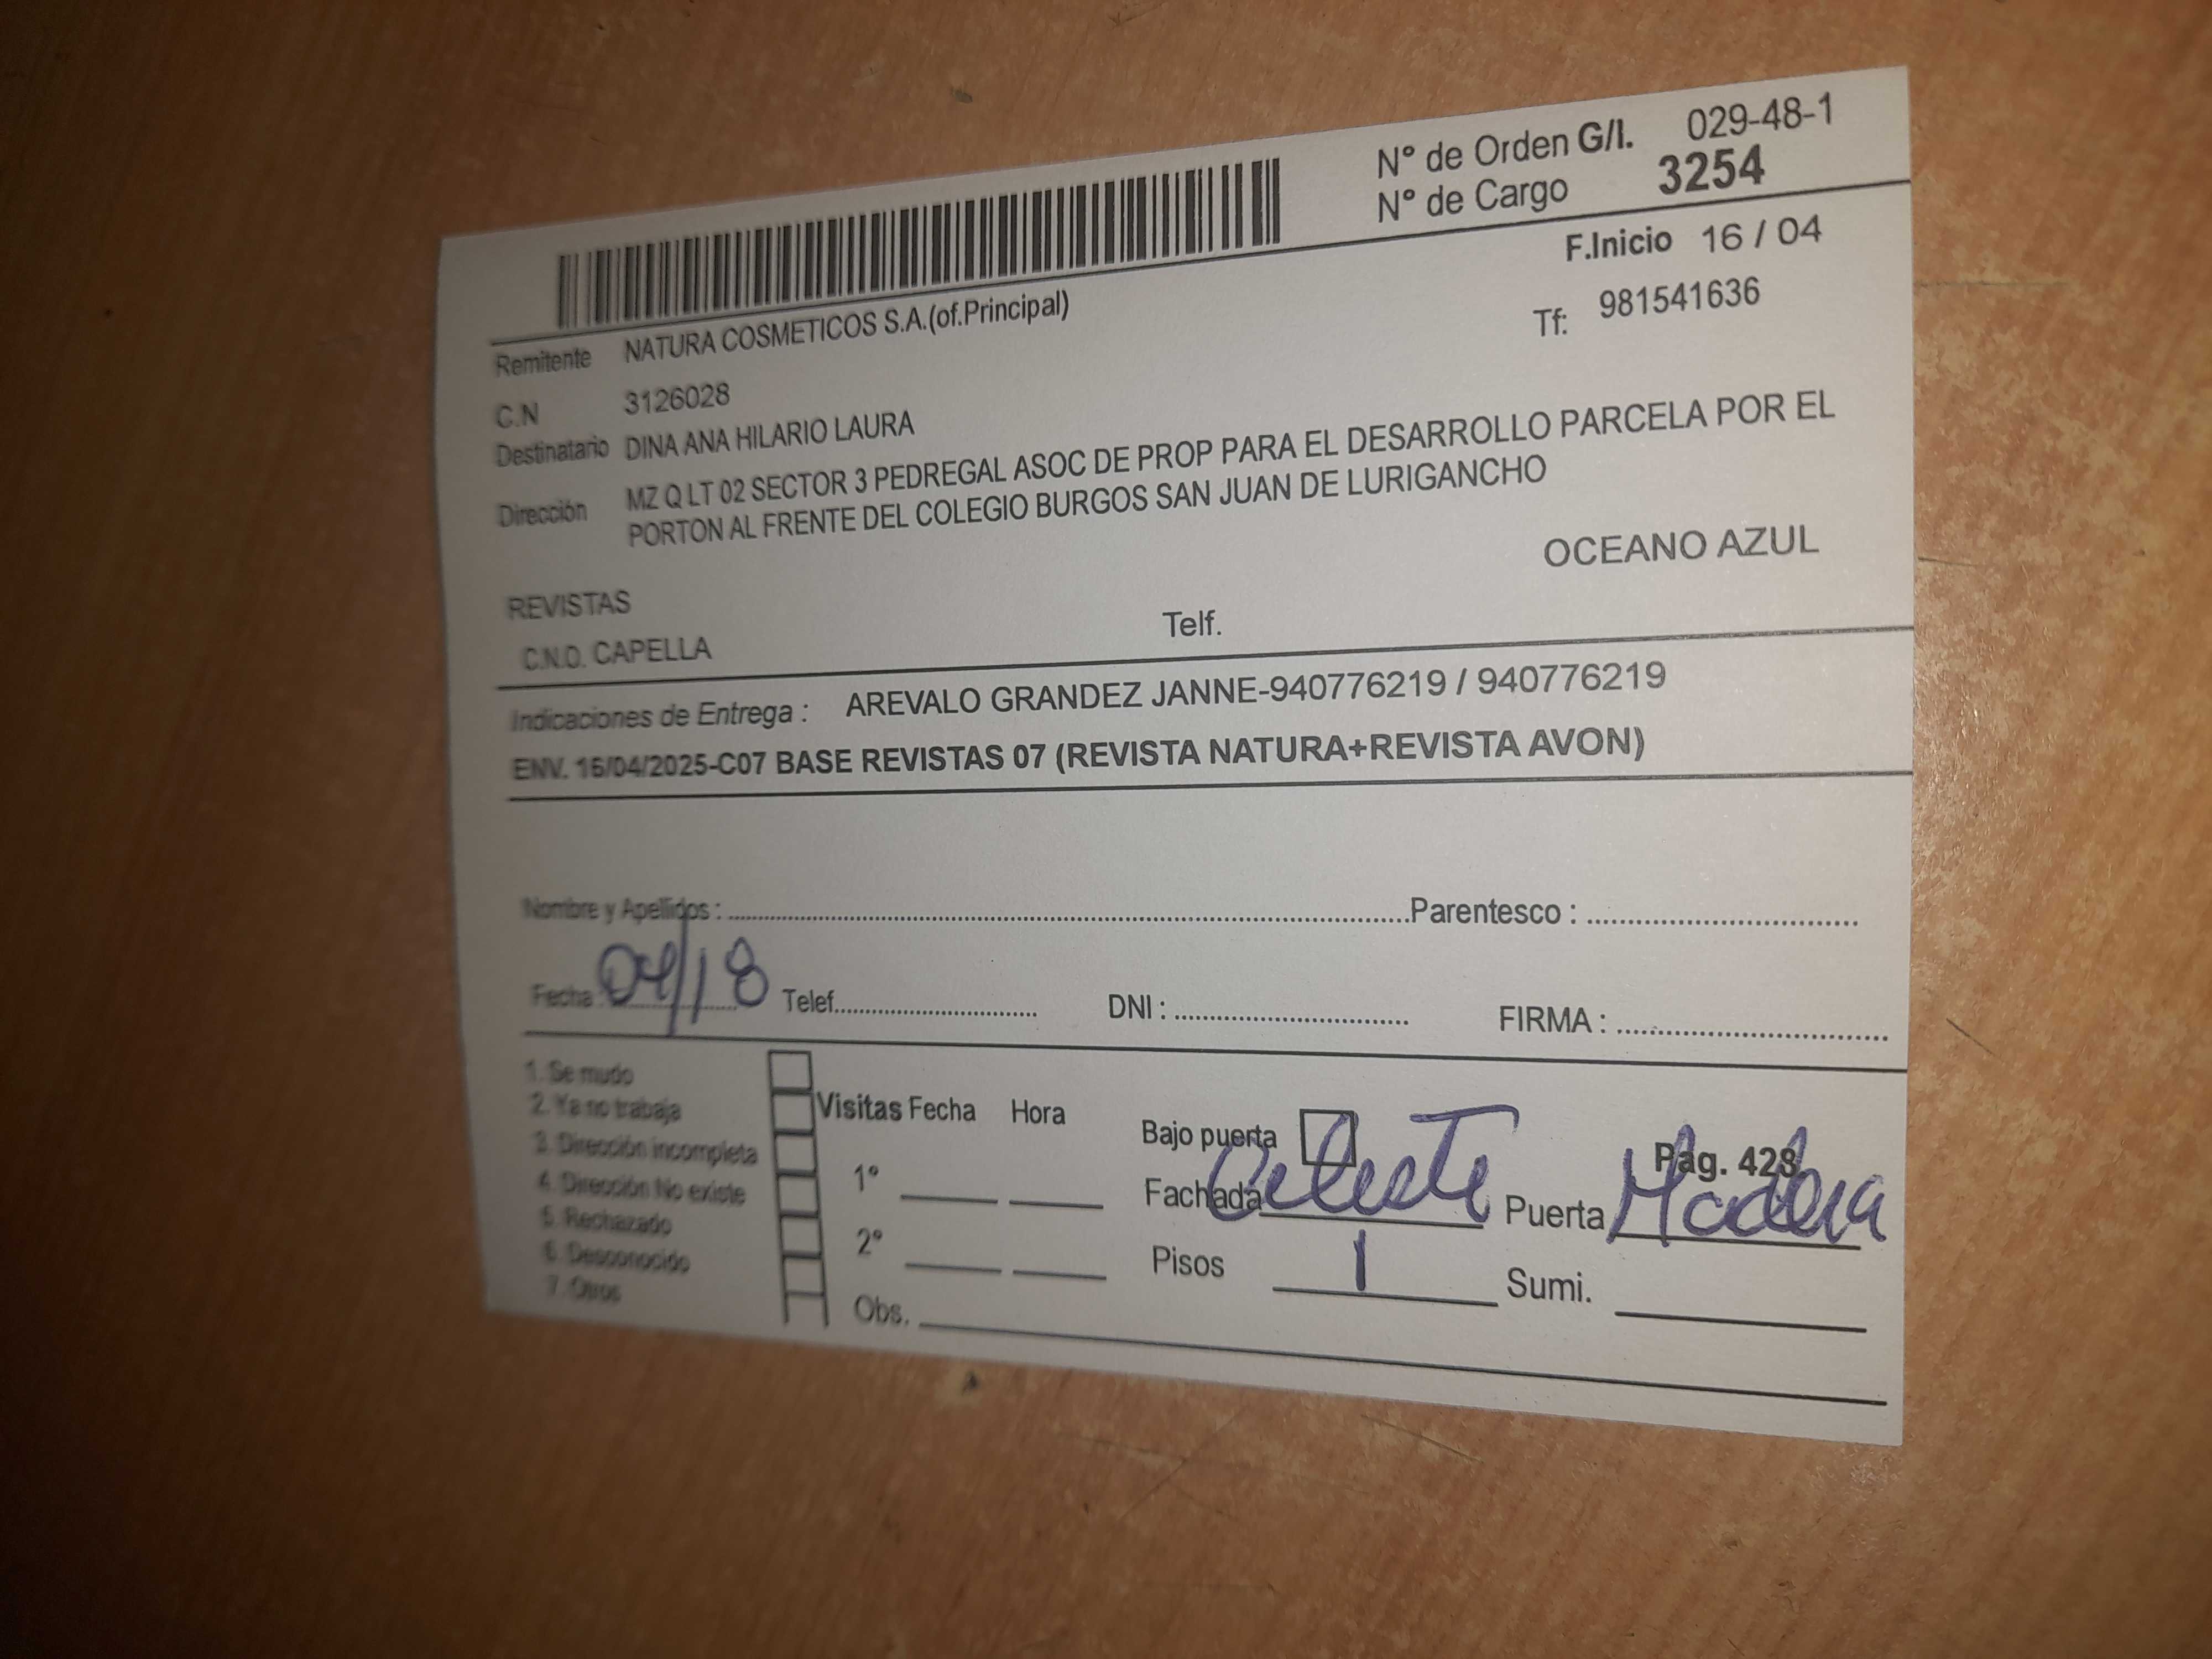 N° de Orden G/I. 029-48-1
N° de Cargo 3254
F.Inicio 16 / 04
Remitente NATURA COSMETICOS S.A.(of.Principal)
Tf: 981541636
C.N 3126028
Destinatario DINA ANA HILARIO LAURA
Dirección MZ Q LT 02 SECTOR 3 PEDREGAL ASOC DE PROP PARA EL DESARROLLO PARCELA POR EL
PORTON AL FRENTE DEL COLEGIO BURGOS SAN JUAN DE LURIGANCHO
OCEANO AZUL
REVISTAS
C.N.O. CAPELLA Telf.
Indicaciones de Entrega : AREVALO GRANDEZ JANNE-940776219 / 940776219
ENV. 16/04/2025-C07 BASE REVISTAS 07 (REVISTA NATURA+REVISTA AVON)
Nombre y Apellidos : Parentesco :
Fecha : 04/18 Telef. DNI : FIRMA :
1. Se mudo
2. Ya no trabaja
3. Dirección incompleta
4. Dirección No existe
5. Rechazado
6. Desconocido
7. Otros
Visitas Fecha Hora
1°
2°
Obs.
Bajo puerta Pág. 428
Fachada Celeste Puerta Madera
Pisos 1 Sumi.